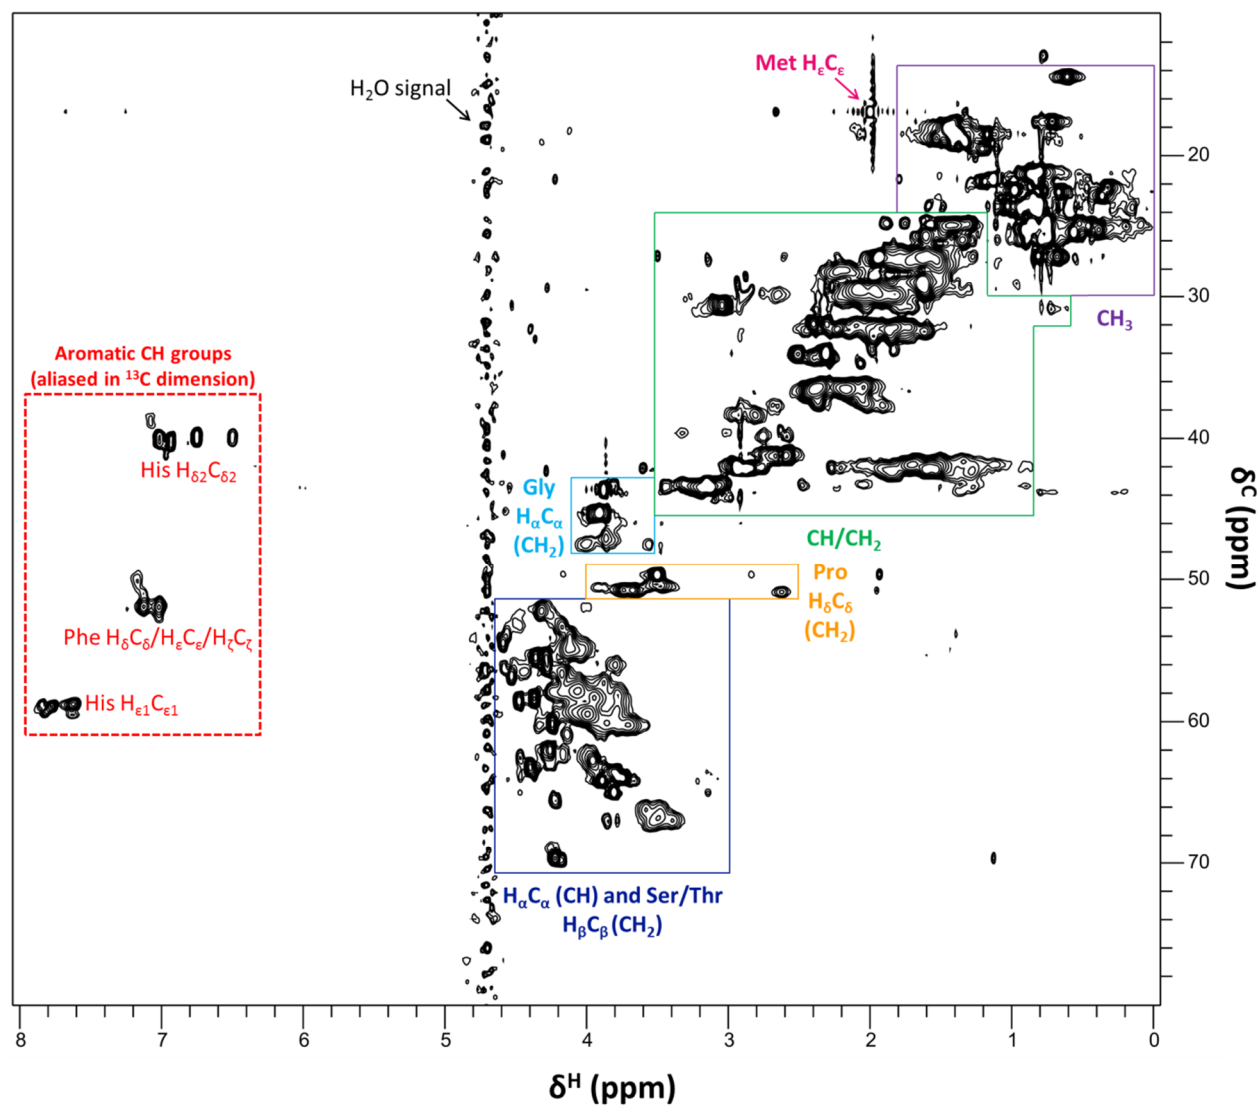 Met HεCε
H₂O signal
20
30
CH₃
Aromatic CH groups
(aliased in ¹³C dimension)
40
His Hδ2Cδ2
Gly
HαCα
(CH₂)
CH/CH₂
δC (ppm)
50
Pro
HδCδ
(CH₂)
Phe HδCδ/HεCε/HζCζ
His Hε1Cε1
60
70
HαCα (CH) and Ser/Thr
HβCβ (CH₂)
8 7 6 5 4 3 2 1 0
δH (ppm)